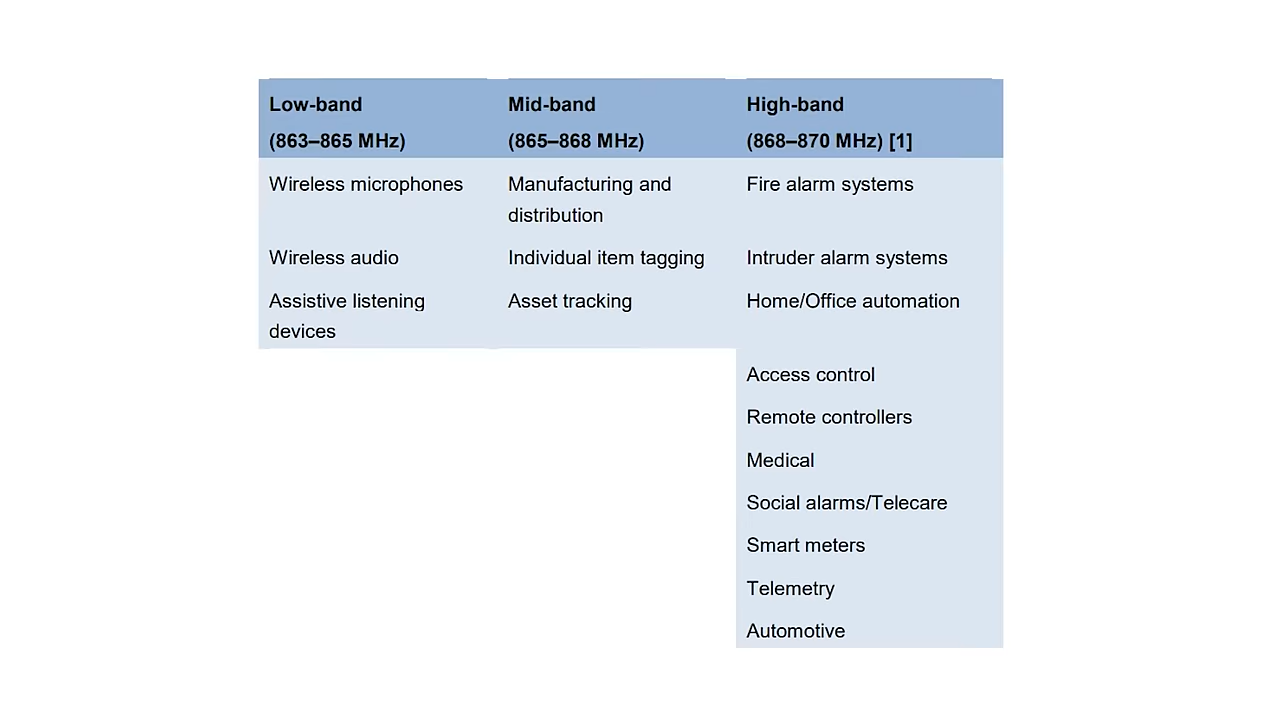 Low-band
(863–865 MHz)
Mid-band
(865–868 MHz)
High-band
(868–870 MHz) [1]
Wireless microphones
Manufacturing and
distribution
Fire alarm systems
Wireless audio
Individual item tagging
Intruder alarm systems
Assistive listening
devices
Asset tracking
Home/Office automation
Access control
Remote controllers
Medical
Social alarms/Telecare
Smart meters
Telemetry
Automotive